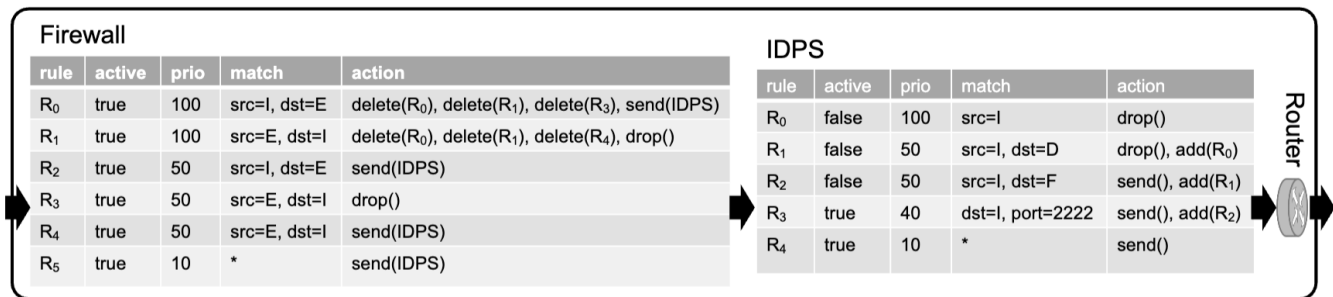 Firewall
rule active prio match action
R₀ true 100 src=I, dst=E delete(R₀), delete(R₁), delete(R₃), send(IDPS)
R₁ true 100 src=E, dst=I delete(R₀), delete(R₁), delete(R₄), drop()
R₂ true 50 src=I, dst=E send(IDPS)
R₃ true 50 src=E, dst=I drop()
R₄ true 50 src=E, dst=I send(IDPS)
R₅ true 10 * send(IDPS)
IDPS
rule active prio match action
R₀ false 100 src=I drop()
R₁ false 50 src=I, dst=D drop(), add(R₀)
R₂ false 50 src=I, dst=F send(), add(R₁)
R₃ true 40 dst=I, port=2222 send(), add(R₂)
R₄ true 10 * send()
Router